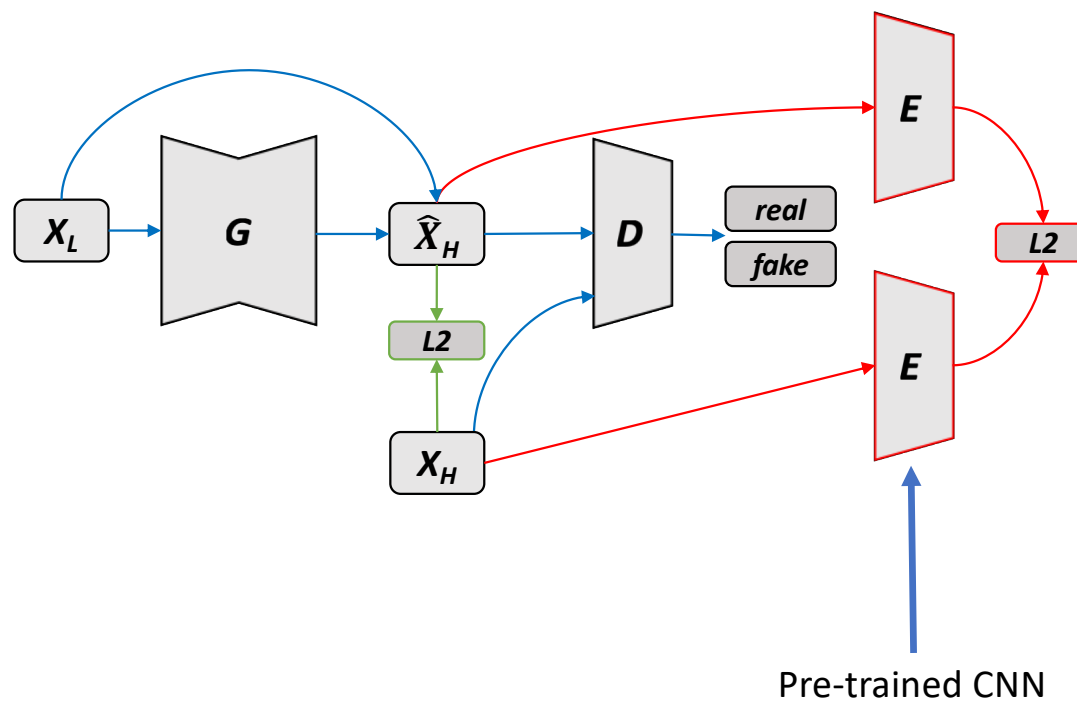 E
X_L
G
X̂_H
D
real
fake
L2
L2
E
X_H
Pre-trained CNN